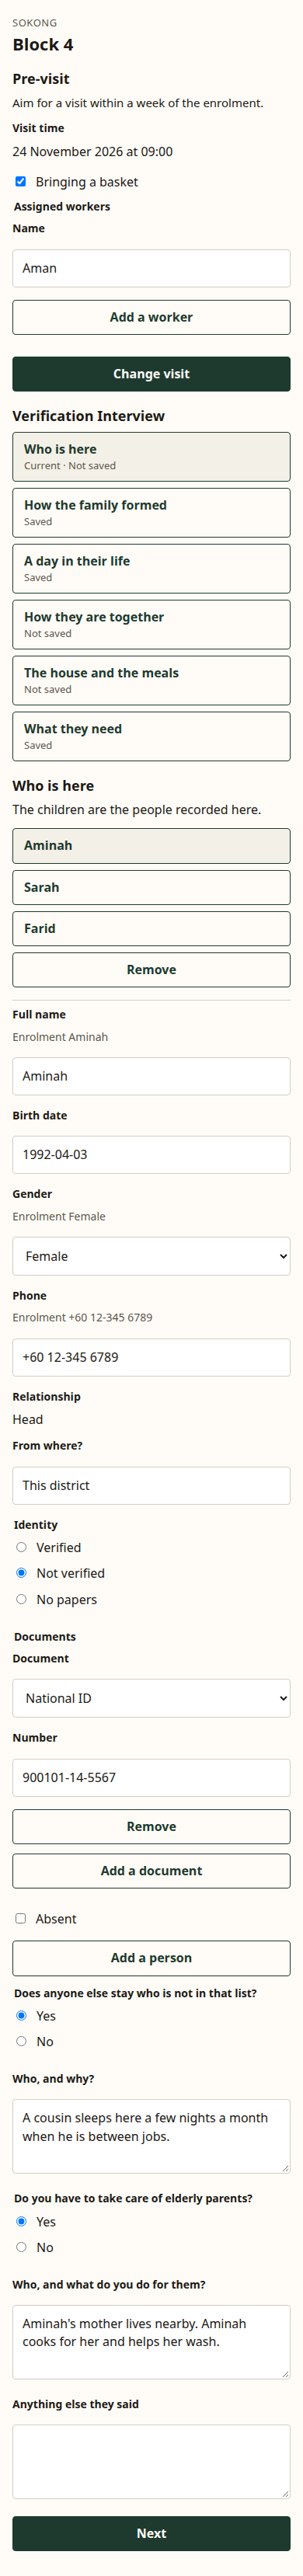 SOKONG
Block 4
Pre-visit
Aim for a visit within a week of the enrolment.
Visit time
24 November 2026 at 09:00
Bringing a basket
Assigned workers
Name
Aman
Add a worker
Change visit
Verification Interview
Who is here
Current · Not saved
How the family formed
Saved
A day in their life
Saved
How they are together
Not saved
The house and the meals
Not saved
What they need
Saved
Who is here
The children are the people recorded here.
Aminah
Sarah
Farid
Remove
Full name
Enrolment Aminah
Aminah
Birth date
1992-04-03
Gender
Enrolment Female
Female
Phone
Enrolment +60 12-345 6789
+60 12-345 6789
Relationship
Head
From where?
This district
Identity
Verified
Not verified
No papers
Documents
Document
National ID
Number
900101-14-5567
Remove
Add a document
Absent
Add a person
Does anyone else stay who is not in that list?
Yes
No
Who, and why?
A cousin sleeps here a few nights a month
when he is between jobs.
Do you have to take care of elderly parents?
Yes
No
Who, and what do you do for them?
Aminah's mother lives nearby. Aminah
cooks for her and helps her wash.
Anything else they said
Next